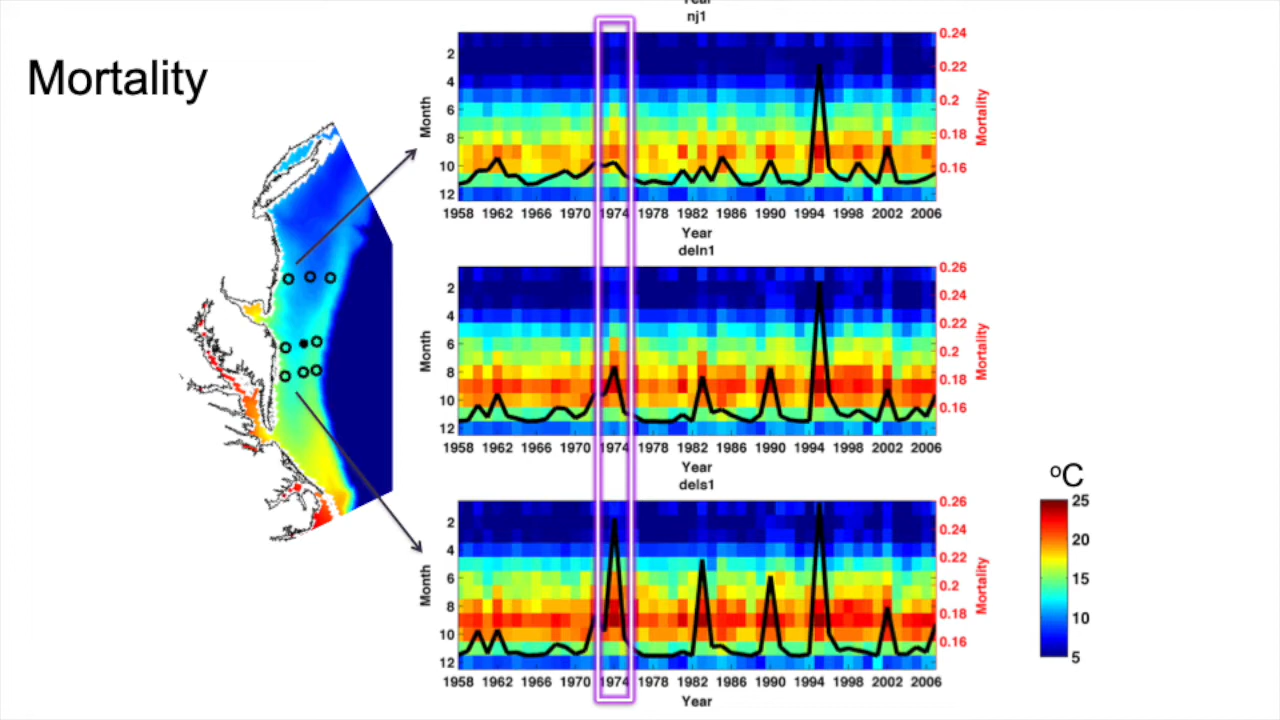 Mortality
Year
nj1
2
4
6
8
10
12
Month
0.24
0.22
0.2
0.18
0.16
Mortality
1958 1962 1966 1970 1974 1978 1982 1986 1990 1994 1998 2002 2006
Year
deln1
2
4
6
8
10
12
Month
0.26
0.24
0.22
0.2
0.18
0.16
Mortality
1958 1962 1966 1970 1974 1978 1982 1986 1990 1994 1998 2002 2006
Year
dels1
2
4
6
8
10
12
Month
0.26
0.24
0.22
0.2
0.18
0.16
Mortality
1958 1962 1966 1970 1974 1978 1982 1986 1990 1994 1998 2002 2006
Year
oC
25
20
15
10
5